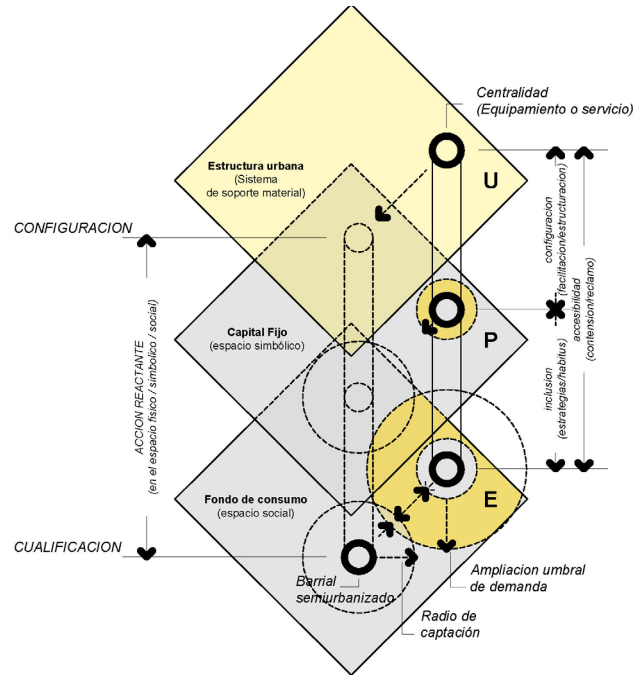 Centralidad
(Equipamiento o servicio)
Estructura urbana
(Sistema
de soporte material)
U
CONFIGURACION
configuracion
(facilitacion/estructuracion)
accesibilidad
(contension/reclamo)
Capital Fijo
(espacio simbólico)
P
ACCION REACTANTE
(en el espacio fisico / simbolico / social)
inclusion
(estrategias/habitus)
Fondo de consumo
(espacio social)
E
CUALIFICACION
Barrial
semiurbanizado
Ampliacion umbral
de demanda
Radio de
captación